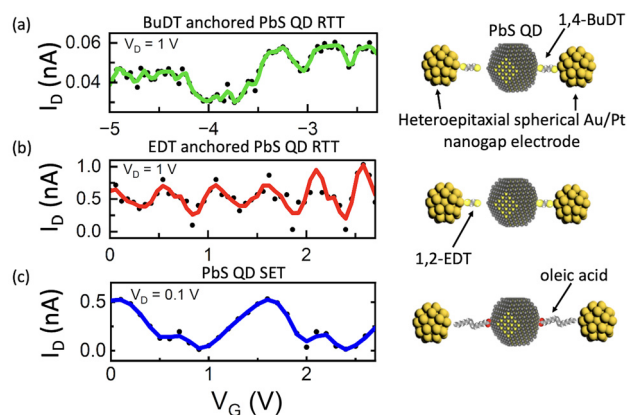 (a)
BuDT anchored PbS QD RTT
V_D = 1 V
I_D (nA)
0.06
0.04
−5
−4
−3
PbS QD
1,4-BuDT
Heteroepitaxial spherical Au/Pt
nanogap electrode
(b)
EDT anchored PbS QD RTT
V_D = 1 V
I_D (nA)
1.0
0.5
0.0
0
1
2
1,2-EDT
(c)
PbS QD SET
V_D = 0.1 V
I_D (nA)
0.5
0.0
0
1
2
V_G (V)
oleic acid